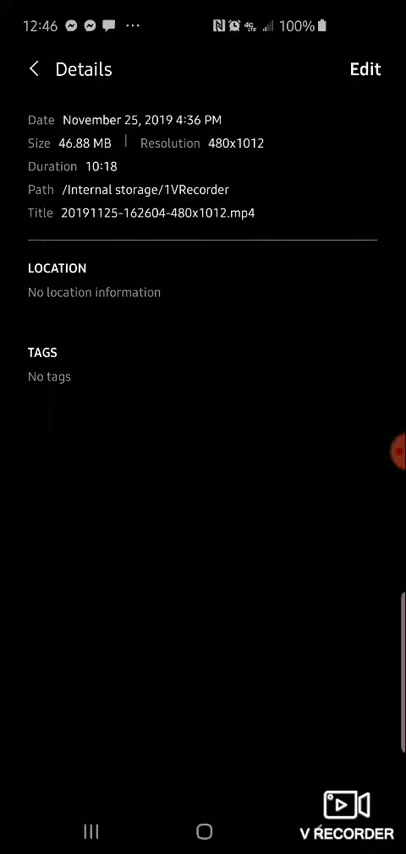 12:46 ... 4G LTE 100%
Details Edit
Date November 25, 2019 4:36 PM
Size 46.88 MB | Resolution 480x1012
Duration 10:18
Path /Internal storage/1VRecorder
Title 20191125-162604-480x1012.mp4
LOCATION
No location information
TAGS
No tags
V RECORDER